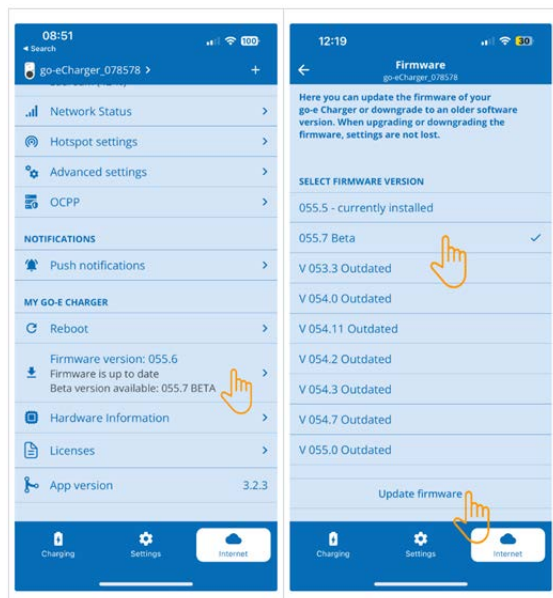 08:51
100
◂ Search
go-eCharger_078578 >
+
Network Status
Hotspot settings
Advanced settings
OCPP
NOTIFICATIONS
Push notifications
MY GO-E CHARGER
Reboot
Firmware version: 055.6
Firmware is up to date
Beta version available: 055.7 BETA
Hardware Information
Licenses
App version 3.2.3
Charging Settings Internet
12:19
30
Firmware
go-eCharger_078578
Here you can update the firmware of your
go-e Charger or downgrade to an older software
version. When upgrading or downgrading the
firmware, settings are not lost.
SELECT FIRMWARE VERSION
055.5 - currently installed
055.7 Beta
V 053.3 Outdated
V 054.0 Outdated
V 054.11 Outdated
V 054.2 Outdated
V 054.3 Outdated
V 054.7 Outdated
V 055.0 Outdated
Update firmware
Charging Settings Internet